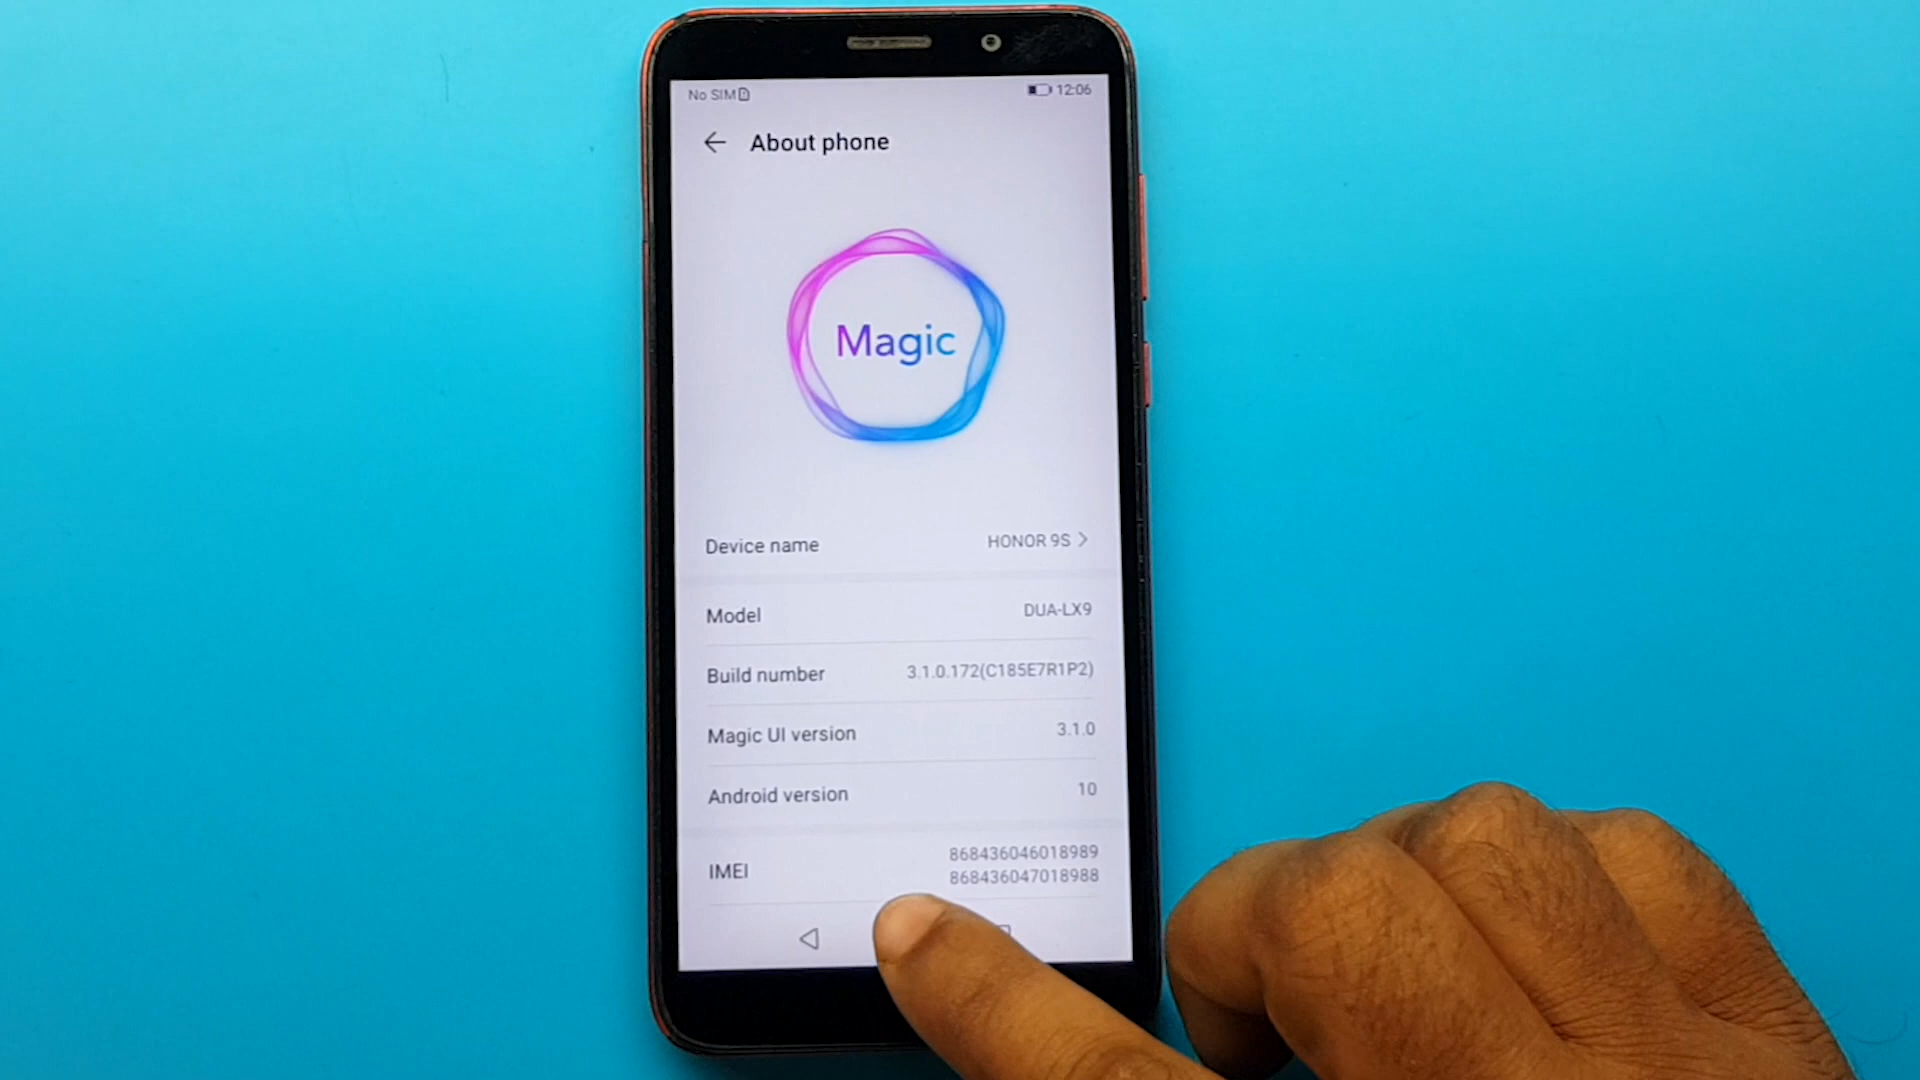 No SIM 12:06
About phone
Magic
Device name HONOR 9S
Model DUA-LX9
Build number 3.1.0.172(C185E7R1P2)
Magic UI version 3.1.0
Android version 10
IMEI 868436046018989
868436047018988